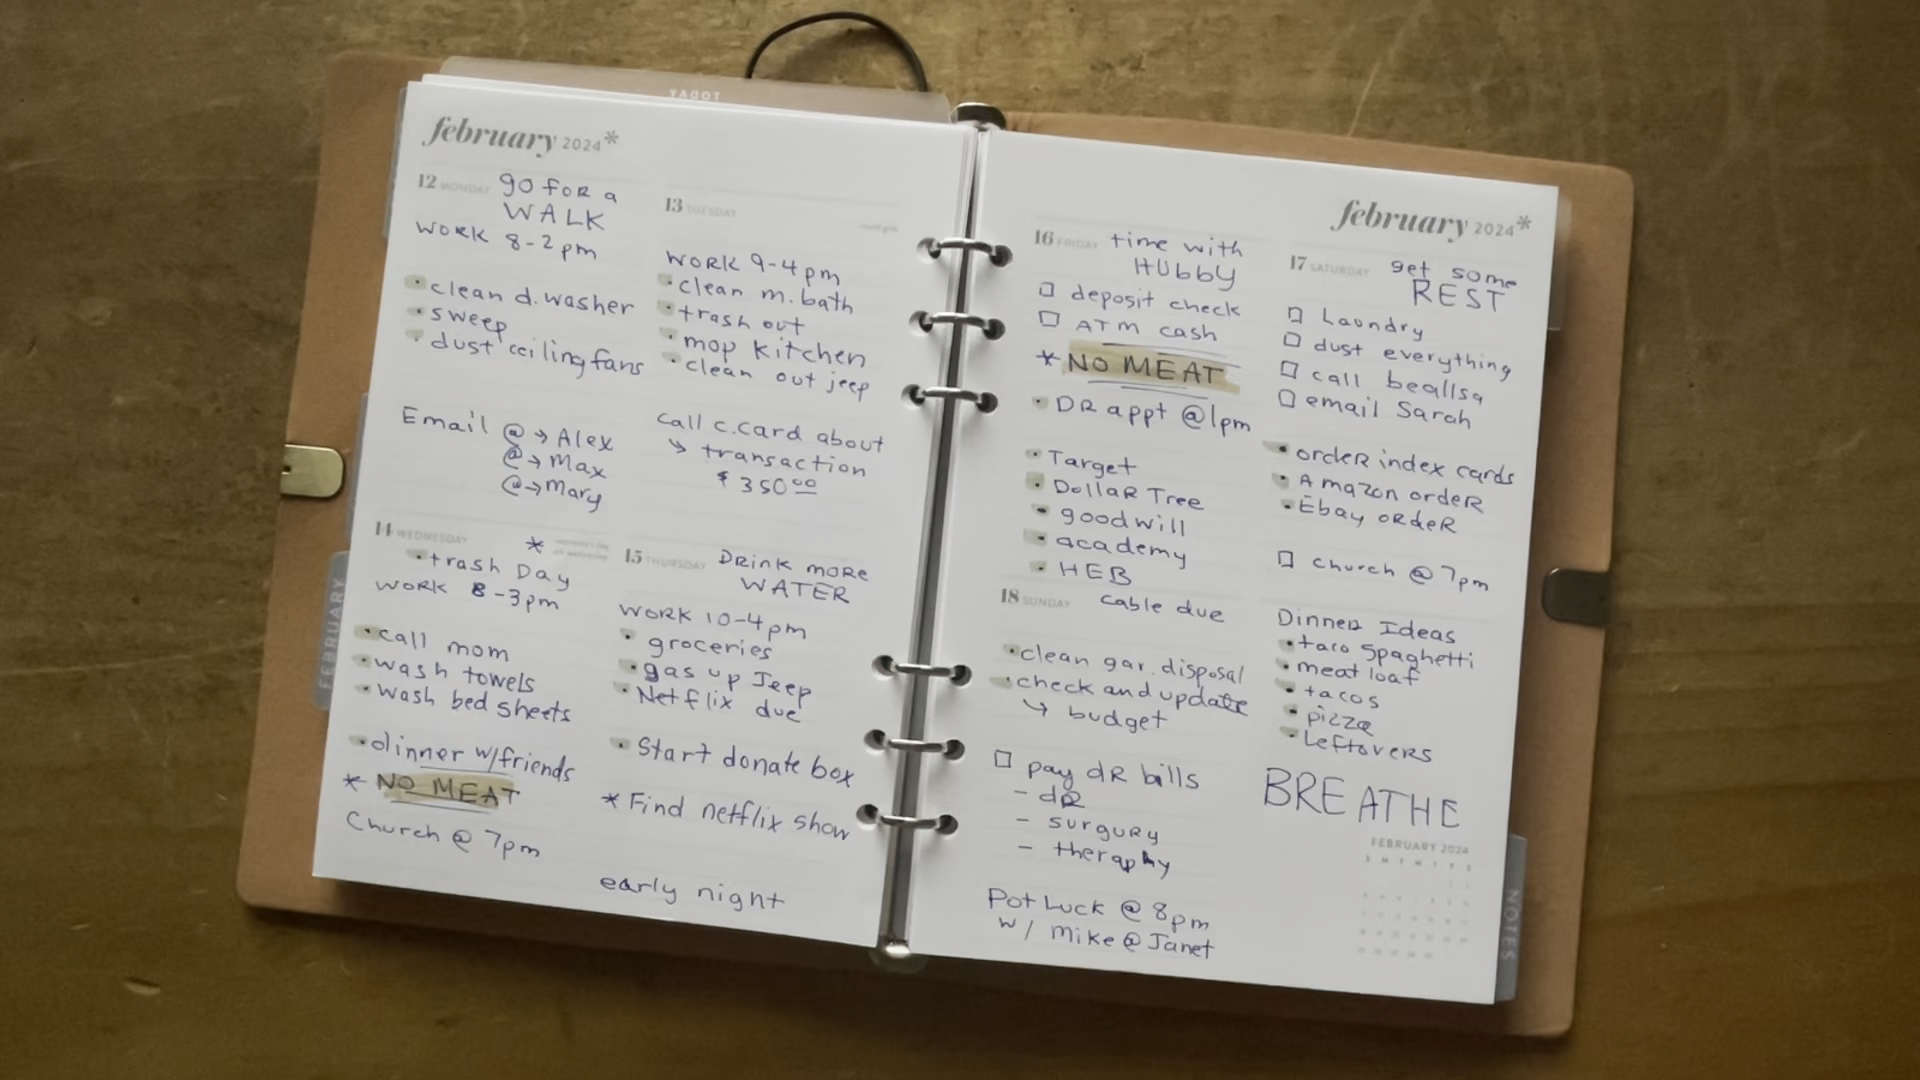 TODAY
february 2024*
12 MONDAY go for a
WALK
WORK 8-2pm
• clean d.washer
• sweep
• dust ceiling fans
Email @ → Alex
@ → Max
@ → Mary
13 TUESDAY
WORK 9-4pm
• clean m. bath
• trash out
• mop kitchen
• clean out jeep
call c.card about
↳ transaction
$350.00
14 WEDNESDAY *
• trash Day
WORK 8-3pm
• call mom
• wash towels
• wash bed sheets
• dinner w/friends
* NO MEAT
Church @ 7pm
15 THURSDAY DRINK MORE
WATER
WORK 10-4pm
• groceries
• gas up Jeep
• Netflix due
• Start donate box
* Find netflix show
early night
FEBRUARY
february 2024*
16 FRIDAY time with
HUBBY
☐ deposit check
☐ ATM cash
* NO MEAT
• DR appt @1pm
• Target
• Dollar Tree
• goodwill
• academy
• HEB
17 SATURDAY get some
REST
☐ Laundry
☐ dust everything
☐ call beallsa
☐ email Sarah
• order index cards
• Amazon order
• Ebay order
☐ church @ 7pm
18 SUNDAY cable due
• clean gar. disposal
• check and update
↳ budget
☐ pay dR bills
- dR
- surgury
- theraphy
Pot Luck @ 8pm
w/ mike @ Janet
Dinner Ideas
• taco spaghetti
• meat loaf
• tacos
• pizza
• Leftovers
BREATHE
FEBRUARY 2024
S M T W T F S
NOTES